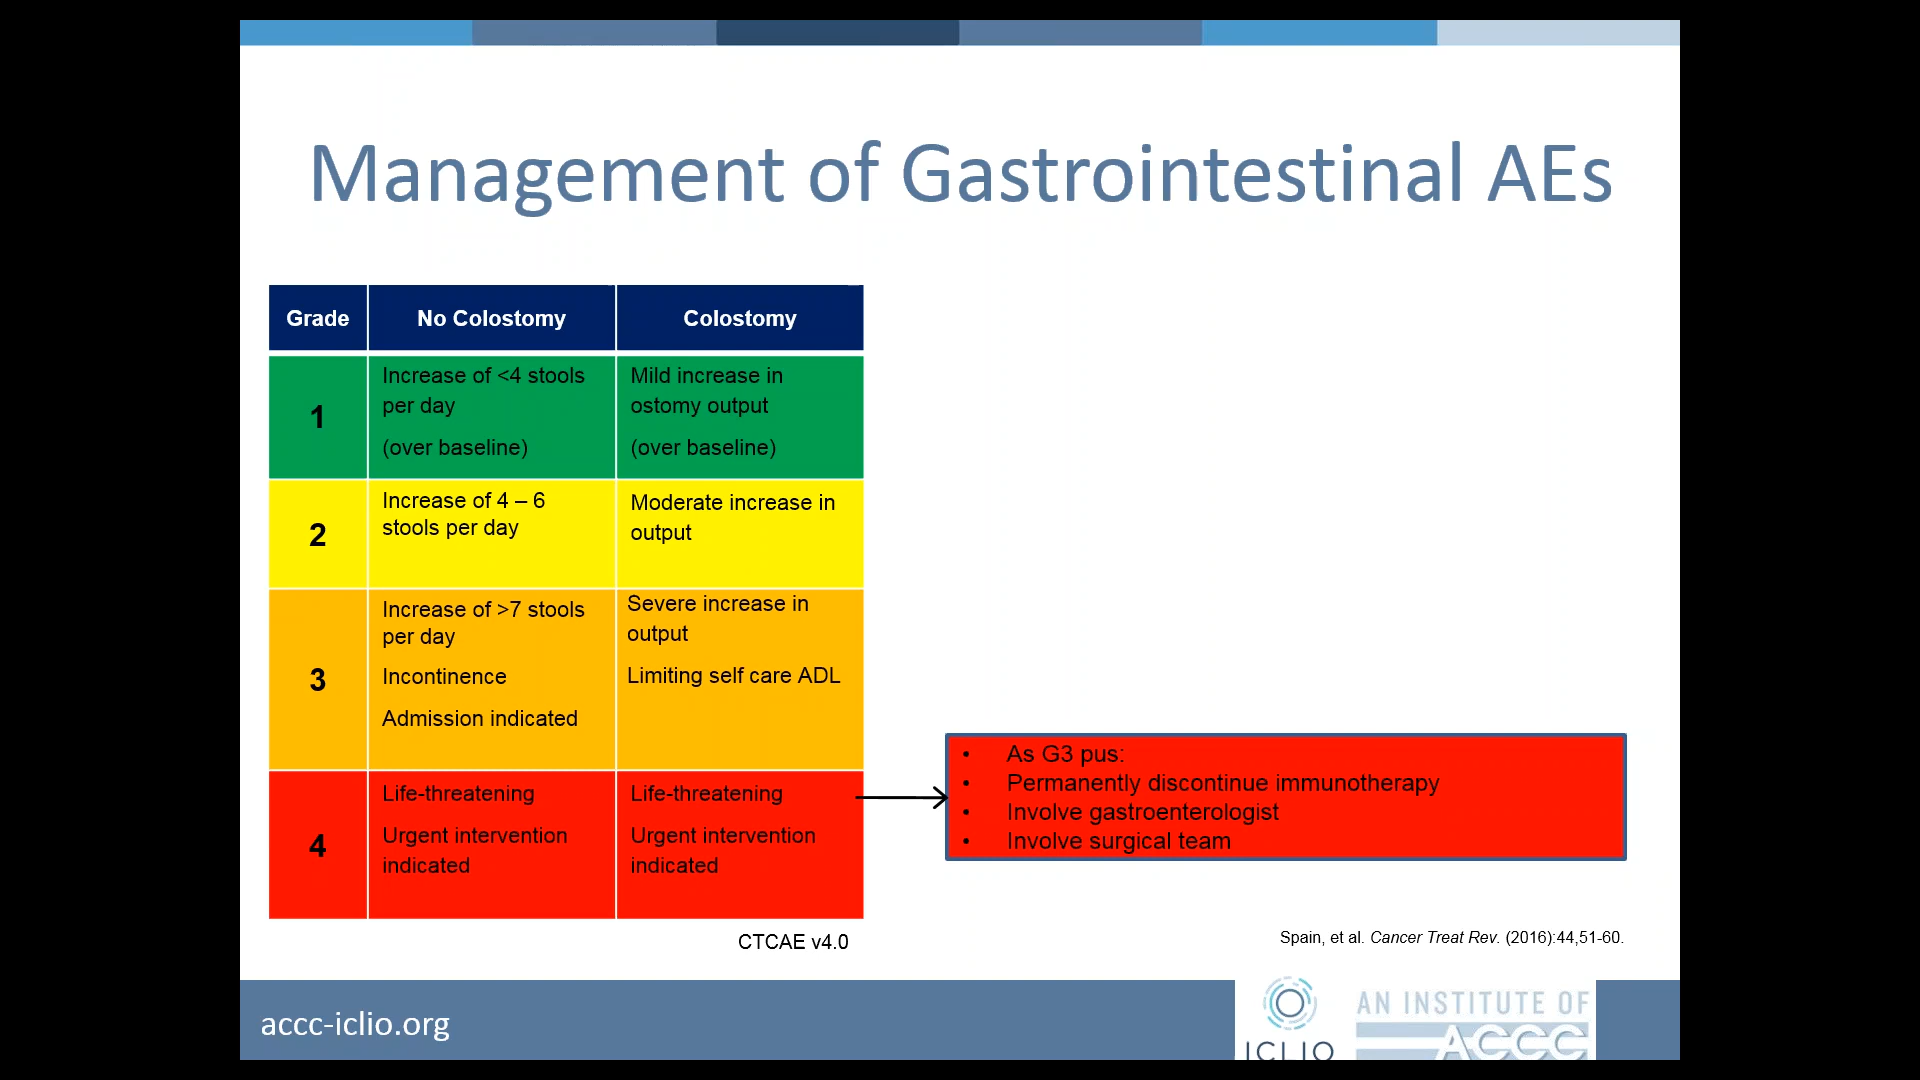 Management of Gastrointestinal AEs
Grade
No Colostomy
Colostomy
1
Increase of <4 stools
per day
(over baseline)
Mild increase in
ostomy output
(over baseline)
2
Increase of 4 – 6
stools per day
Moderate increase in
output
3
Increase of >7 stools
per day
Incontinence
Admission indicated
Severe increase in
output
Limiting self care ADL
4
Life-threatening
Urgent intervention
indicated
Life-threatening
Urgent intervention
indicated
• As G3 pus:
• Permanently discontinue immunotherapy
• Involve gastroenterologist
• Involve surgical team
CTCAE v4.0
Spain, et al. Cancer Treat Rev. (2016):44,51-60.
accc-iclio.org
ICLIO
AN INSTITUTE OF
ACCC